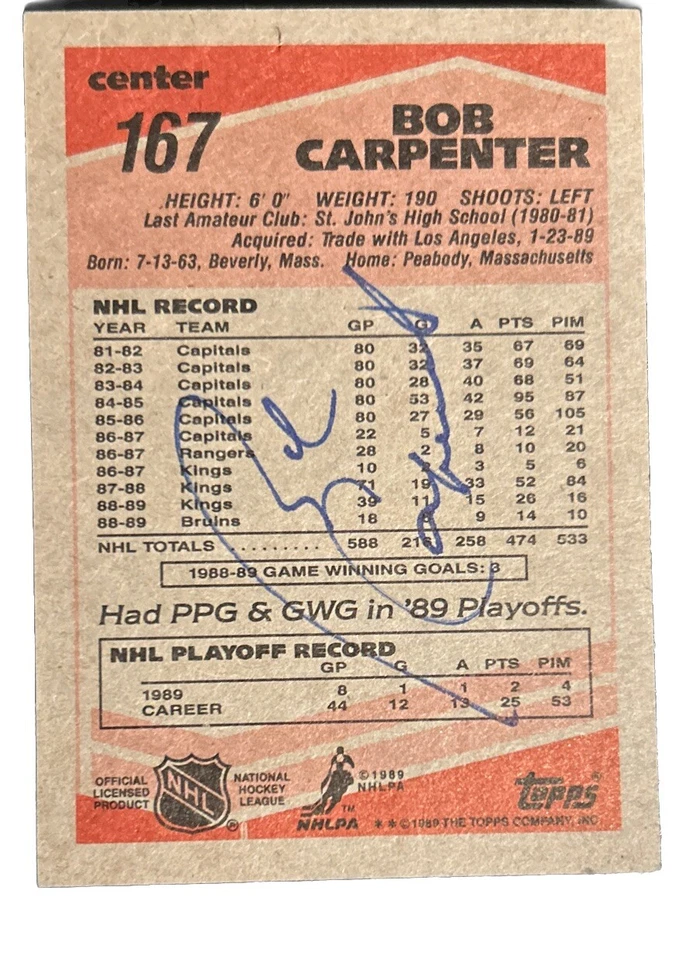 center
167
BOB
CARPENTER
HEIGHT: 6' 0" WEIGHT: 190 SHOOTS: LEFT
Last Amateur Club: St. John's High School (1980-81)
Acquired: Trade with Los Angeles, 1-23-89
Born: 7-13-63, Beverly, Mass. Home: Peabody, Massachusetts
NHL RECORD
YEAR TEAM GP G A PTS PIM
81-82 Capitals 80 32 35 67 69
82-83 Capitals 80 32 37 69 64
83-84 Capitals 80 28 40 68 51
84-85 Capitals 80 53 42 95 87
85-86 Capitals 80 27 29 56 105
86-87 Capitals 22 5 7 12 21
86-87 Rangers 28 2 8 10 20
86-87 Kings 10 3 5 6
87-88 Kings 71 19 33 52 84
88-89 Kings 39 11 15 26 16
88-89 Bruins 18 9 14 10
NHL TOTALS ......... 588 216 258 474 533
1988-89 GAME WINNING GOALS: 3
Had PPG & GWG in '89 Playoffs.
NHL PLAYOFF RECORD
GP G A PTS PIM
1989 8 1 1 2 4
CAREER 44 12 13 25 53
OFFICIAL LICENSED PRODUCT
NHL
®
NATIONAL HOCKEY LEAGUE
NHLPA
TM
©1989 NHLPA
topps
®
* * ©1989 THE TOPPS COMPANY, INC.